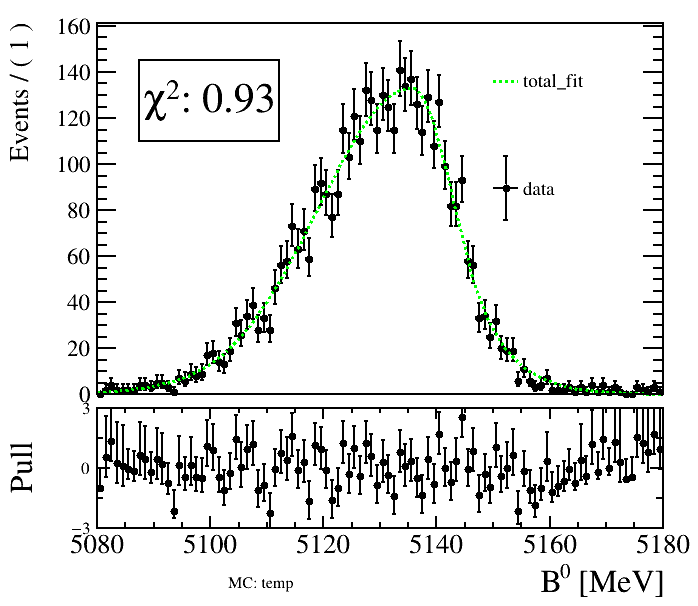 Events / ( 1 )
160
140
120
100
80
60
40
20
0
χ²: 0.93
total_fit
data
Pull
3
0
−3
5080 5100 5120 5140 5160 5180
MC: temp
B⁰ [MeV]